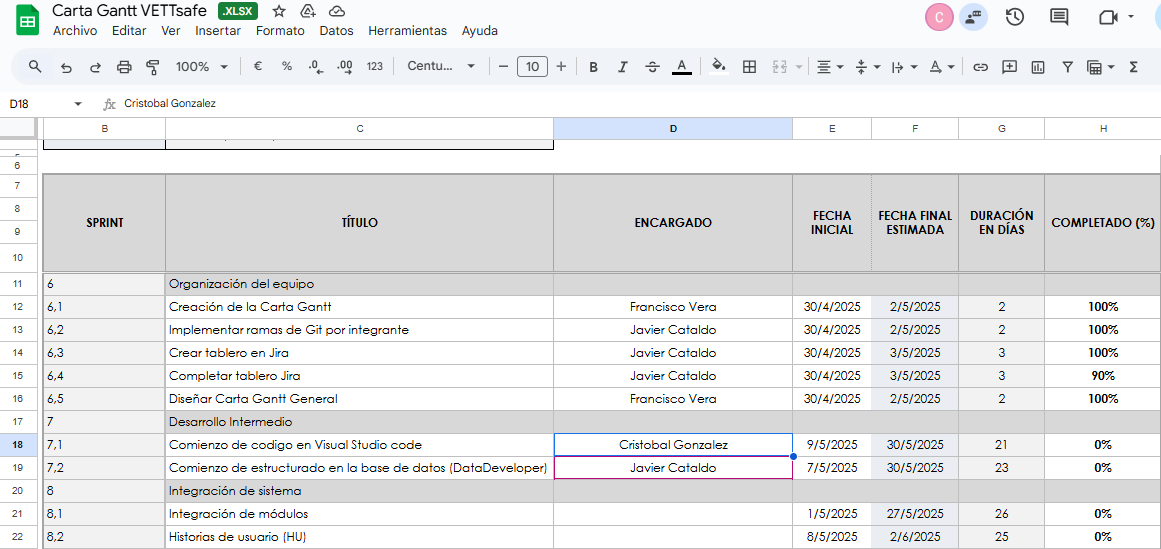 Carta Gantt VETTsafe .XLSX
C
Archivo Editar Ver Insertar Formato Datos Herramientas Ayuda
100% € % .0 .00 123 Centu... − 10 + B I S A Σ
D18 fx Cristobal Gonzalez
B C D E F G H
6
7
8 SPRINT TÍTULO ENCARGADO FECHA INICIAL FECHA FINAL ESTIMADA DURACIÓN EN DÍAS COMPLETADO (%)
9
10
11 6 Organización del equipo
12 6,1 Creación de la Carta Gantt Francisco Vera 30/4/2025 2/5/2025 2 100%
13 6,2 Implementar ramas de Git por integrante Javier Cataldo 30/4/2025 2/5/2025 2 100%
14 6,3 Crear tablero en Jira Javier Cataldo 30/4/2025 3/5/2025 3 100%
15 6,4 Completar tablero Jira Javier Cataldo 30/4/2025 3/5/2025 3 90%
16 6,5 Diseñar Carta Gantt General Francisco Vera 30/4/2025 2/5/2025 2 100%
17 7 Desarrollo Intermedio
18 7,1 Comienzo de codigo en Visual Studio code Cristobal Gonzalez 9/5/2025 30/5/2025 21 0%
19 7,2 Comienzo de estructurado en la base de datos (DataDeveloper) Javier Cataldo 7/5/2025 30/5/2025 23 0%
20 8 Integración de sistema
21 8,1 Integración de módulos 1/5/2025 27/5/2025 26 0%
22 8,2 Historias de usuario (HU) 8/5/2025 2/6/2025 25 0%